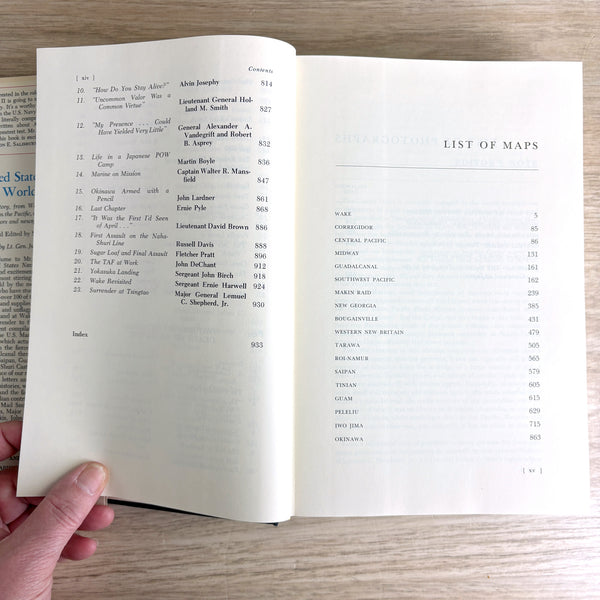 [ xiv ]
Contents
10. "How Do You Stay Alive?" Alvin Josephy 814
11. "Uncommon Valor Was a
Common Virtue" Lieutenant General Hol-
land M. Smith 827
12. "My Presence . . . Could
Have Yielded Very Little" General Alexander A.
Vandegrift and Robert
B. Asprey 832
13. Life in a Japanese POW
Camp Martin Boyle 843
14. Marine on Mission Captain Walter R. Man-
sfield 847
15. Okinawa Armed with a
Pencil John Lardner 861
16. Last Chapter Ernie Pyle 868
17. "It Was the First I'd Seen
of April . . ." Lieutenant David Brown 886
18. First Assault on the Naha-
Shuri Line Russell Davis 888
19. Sugar Loaf and Final Assault Fletcher Pratt 890
20. The TAF at Work John DeChant 912
21. Yokosuka Landing Sergeant John Birch 918
22. Wake Revisited Sergeant Ernie Harwell 924
23. Surrender at Tsingtao Major General Lemuel
C. Shepherd, Jr. 930
Index 933
LIST OF MAPS
WAKE 5
CORREGIDOR 85
CENTRAL PACIFIC 86
MIDWAY 131
GUADALCANAL 161
SOUTHWEST PACIFIC 162
MAKIN RAID 239
NEW GEORGIA 385
BOUGAINVILLE 431
WESTERN NEW BRITAIN 479
TARAWA 505
ROI-NAMUR 565
SAIPAN 585
TINIAN 605
GUAM 615
PELELIU 629
IWO JIMA 715
OKINAWA 863
[ xv ]